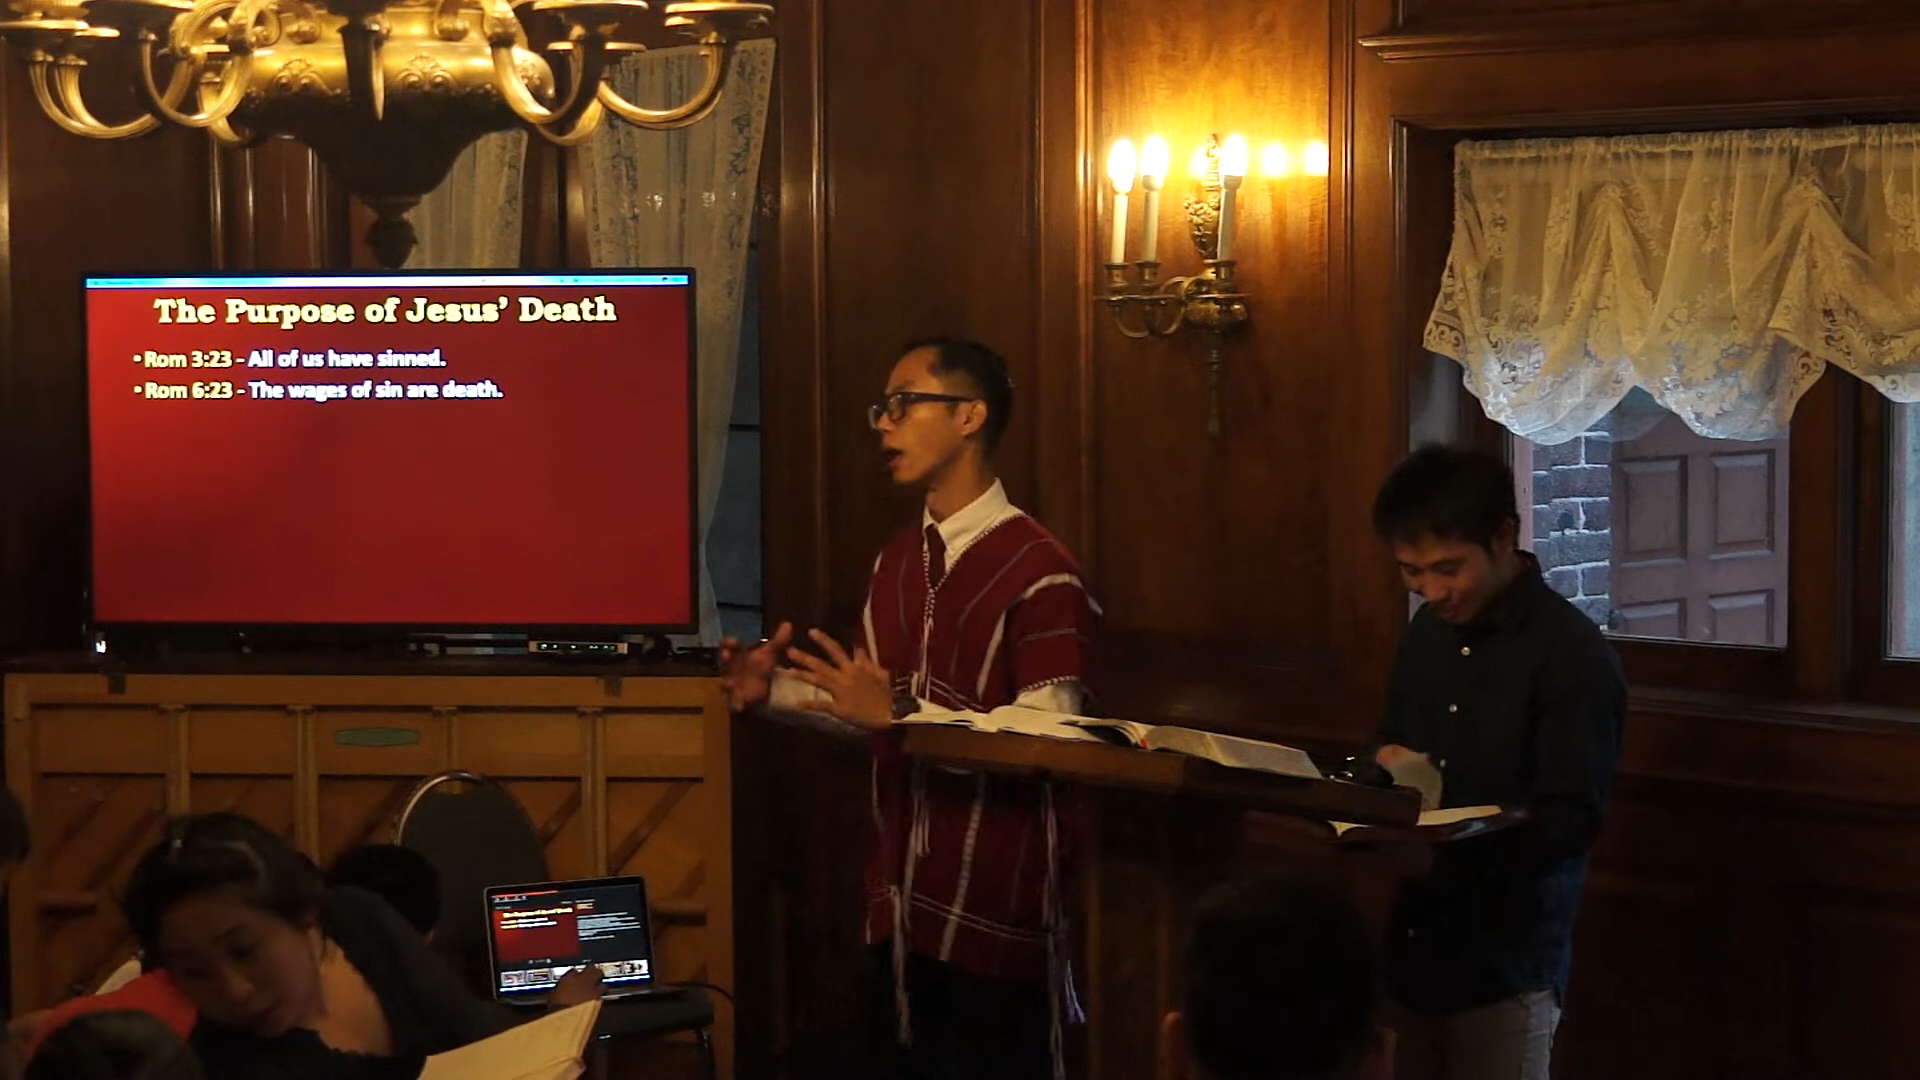 The Purpose of Jesus' Death
• Rom 3:23 - All of us have sinned.
• Rom 6:23 - The wages of sin are death.